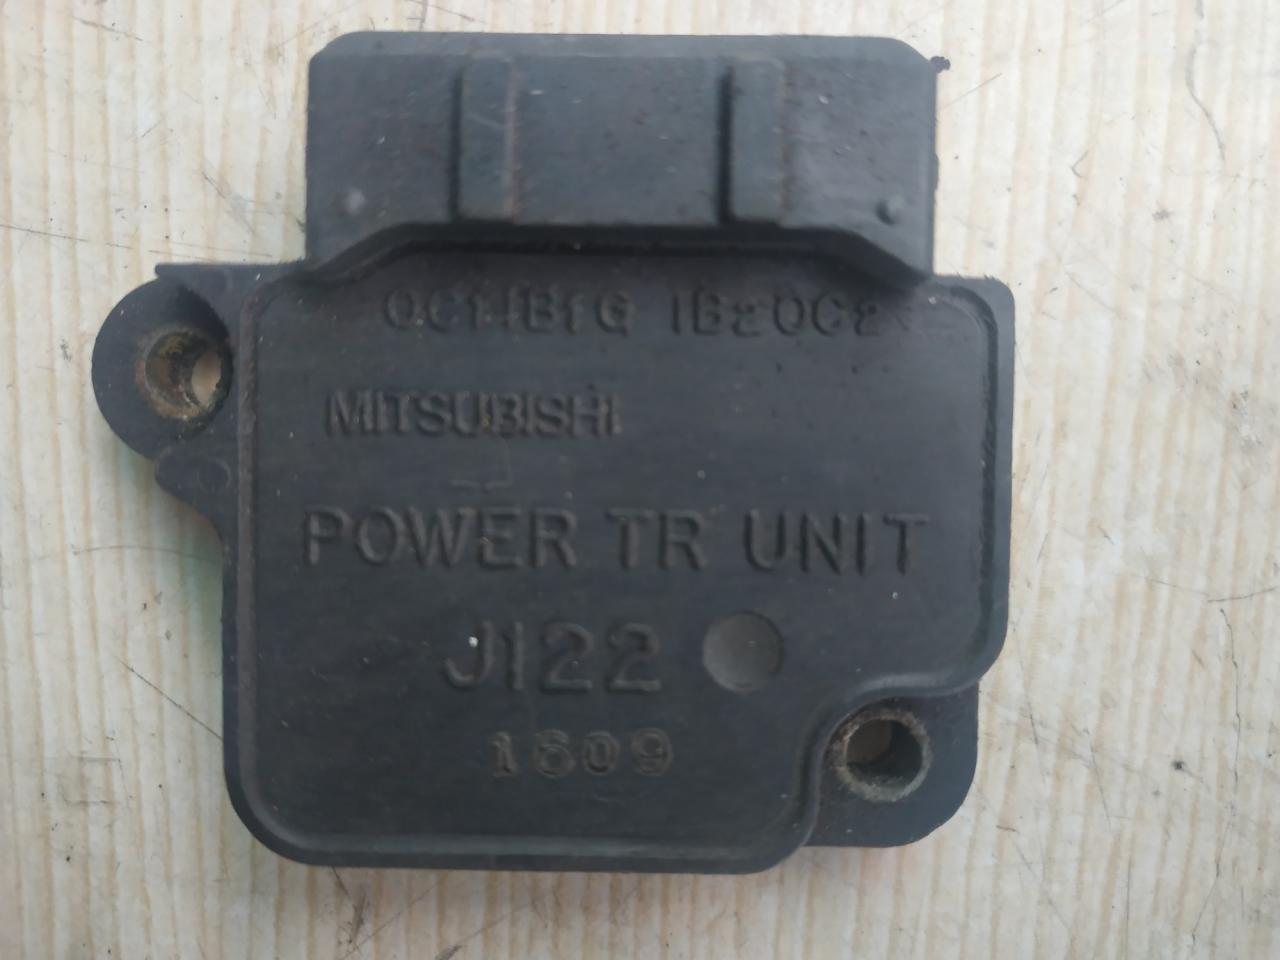 MITSUBISHI
POWER TR UNIT
J122
1609